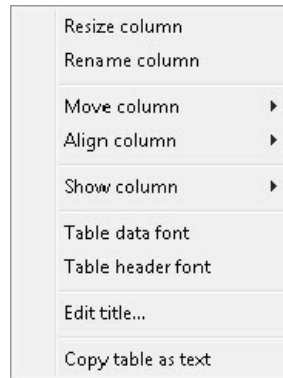 Resize column
Rename column
Move column
Align column
Show column
Table data font
Table header font
Edit title...
Copy table as text